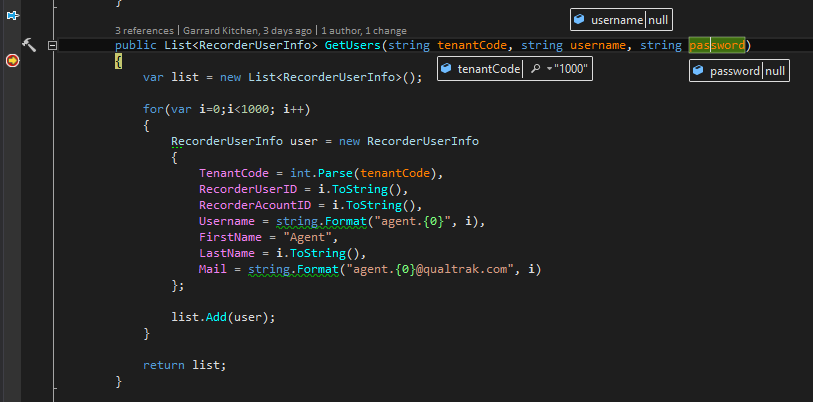 }
username null
3 references | Garrard Kitchen, 3 days ago | 1 author, 1 change
public List<RecorderUserInfo> GetUsers(string tenantCode, string username, string password)
{
tenantCode "1000"
password null
var list = new List<RecorderUserInfo>();
for(var i=0;i<1000; i++)
{
RecorderUserInfo user = new RecorderUserInfo
{
TenantCode = int.Parse(tenantCode),
RecorderUserID = i.ToString(),
RecorderAcountID = i.ToString(),
Username = string.Format("agent.{0}", i),
FirstName = "Agent",
LastName = i.ToString(),
Mail = string.Format("agent.{0}@qualtrak.com", i)
};
list.Add(user);
}
return list;
}